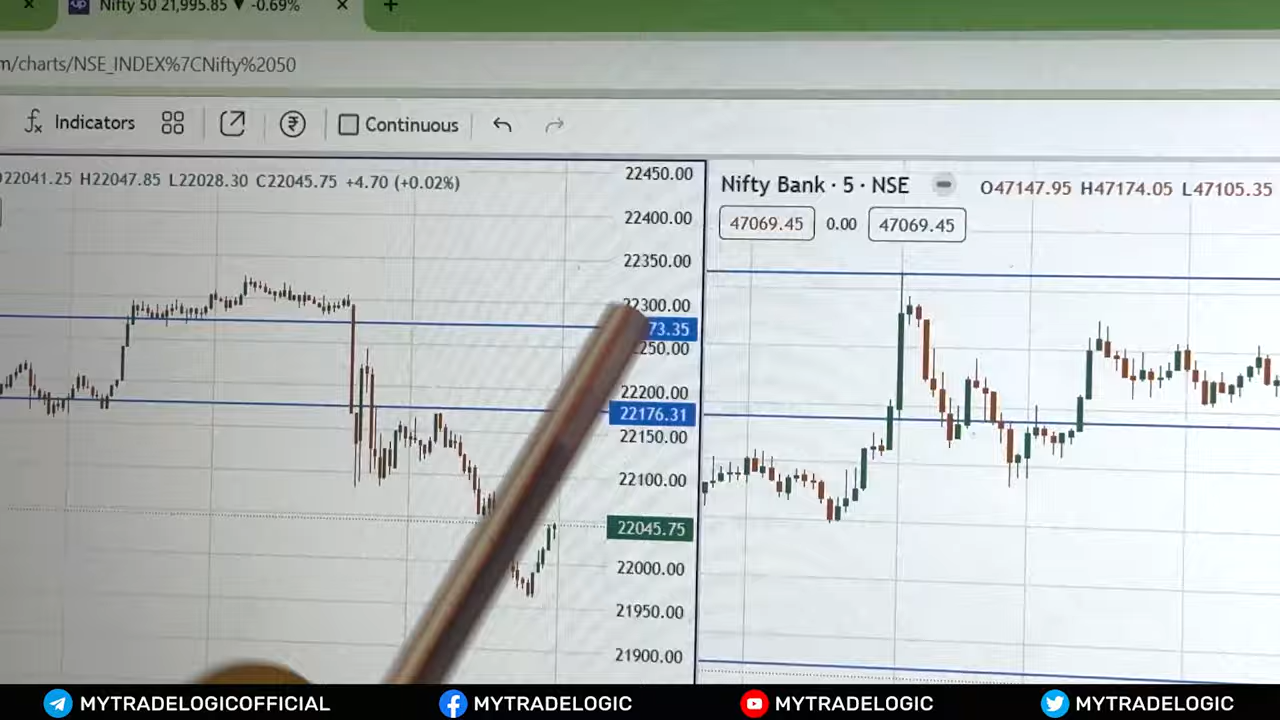 Nifty 50 21,995.85 ▼ -0.69%
m/charts/NSE_INDEX%7CNifty%2050
Indicators
Continuous
O22041.25 H22047.85 L22028.30 C22045.75 +4.70 (+0.02%)
22450.00
22400.00
22350.00
22300.00
73.35
22250.00
22200.00
22176.31
22150.00
22100.00
22045.75
22000.00
21950.00
21900.00
Nifty Bank · 5 · NSE
O47147.95 H47174.05 L47105.35
47069.45 0.00 47069.45
MYTRADELOGICOFFICIAL
MYTRADELOGIC
MYTRADELOGIC
MYTRADELOGIC